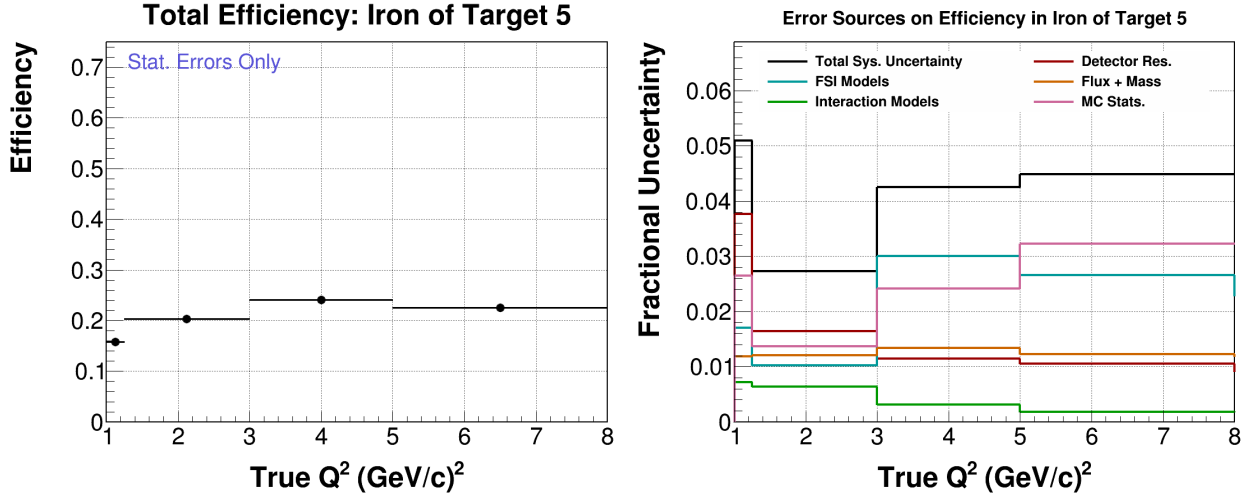 Total Efficiency: Iron of Target 5
Stat. Errors Only
Efficiency
0.7
0.6
0.5
0.4
0.3
0.2
0.1
0
1 2 3 4 5 6 7 8
True Q² (GeV/c)²
Error Sources on Efficiency in Iron of Target 5
Total Sys. Uncertainty
FSI Models
Interaction Models
Detector Res.
Flux + Mass
MC Stats.
Fractional Uncertainty
0.06
0.05
0.04
0.03
0.02
0.01
0
1 2 3 4 5 6 7 8
True Q² (GeV/c)²